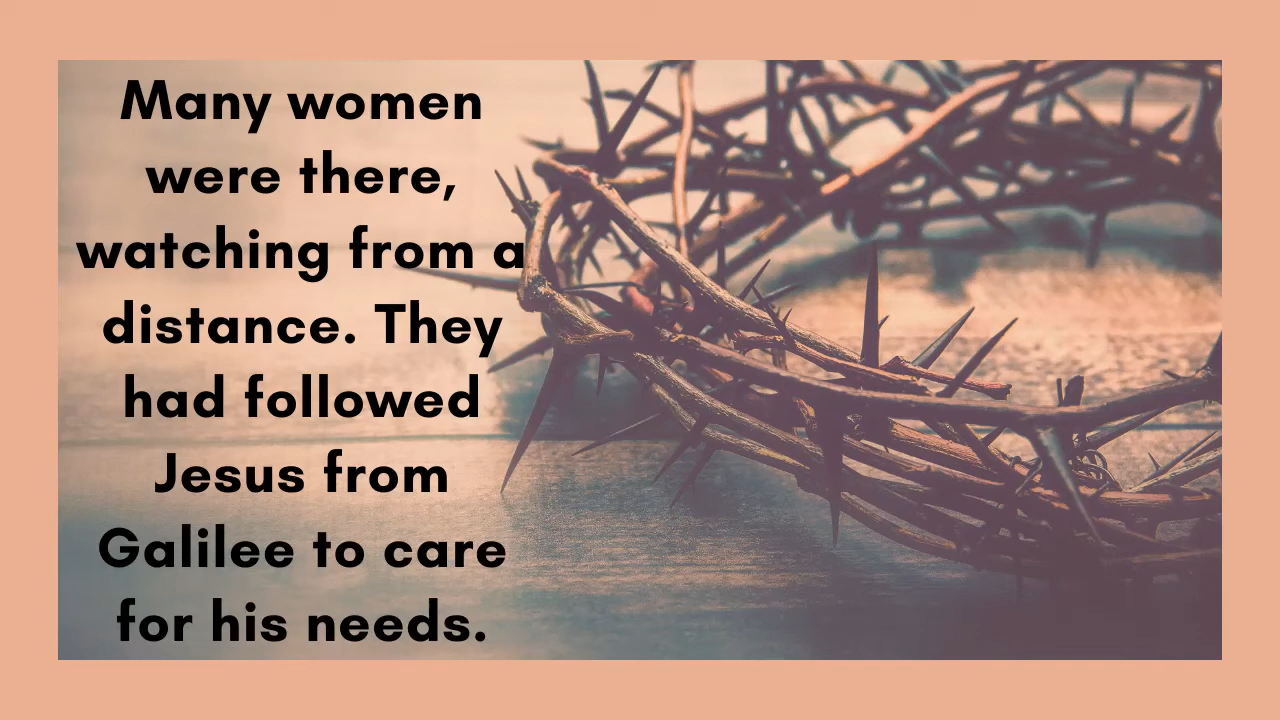 Many women
were there,
watching from a
distance. They
had followed
Jesus from
Galilee to care
for his needs.